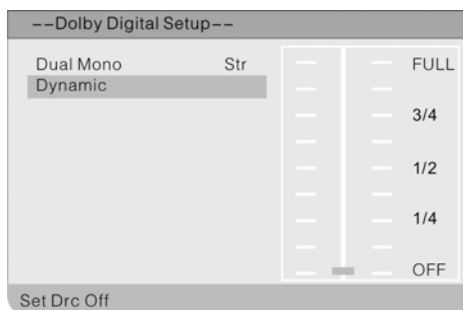 --Dolby Digital Setup--
Dual Mono Str
Dynamic
FULL
3/4
1/2
1/4
OFF
Set Drc Off